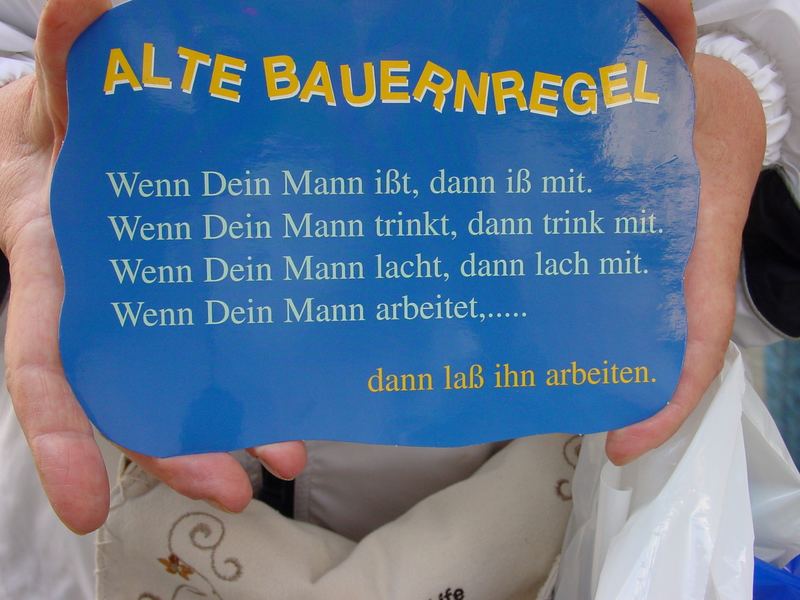 ALTE BAUERNREGEL
Wenn Dein Mann ißt, dann iß mit.
Wenn Dein Mann trinkt, dann trink mit.
Wenn Dein Mann lacht, dann lach mit.
Wenn Dein Mann arbeitet,.....
dann laß ihn arbeiten.